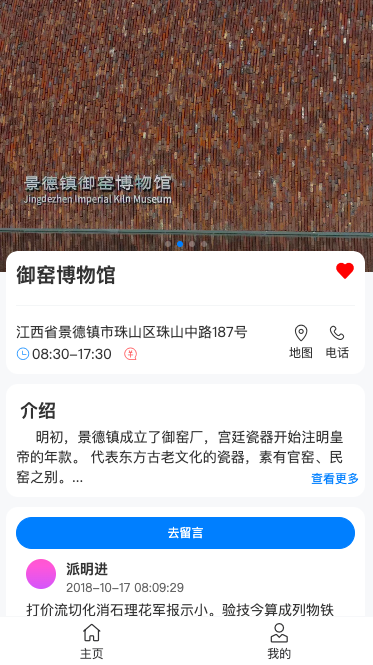 景德镇御窑博物馆
Jingdezhen Imperial Kiln Museum
御窑博物馆
江西省景德镇市珠山区珠山中路187号
08:30-17:30
地图 电话
介绍
明初，景德镇成立了御窑厂，宫廷瓷器开始注明皇
帝的年款。 代表东方古老文化的瓷器，素有官窑、民
窑之别。...
查看更多
去留言
派明进
2018-10-17 08:09:29
打价流切化消石理花军报示小。验技今算成列物铁
主页 我的